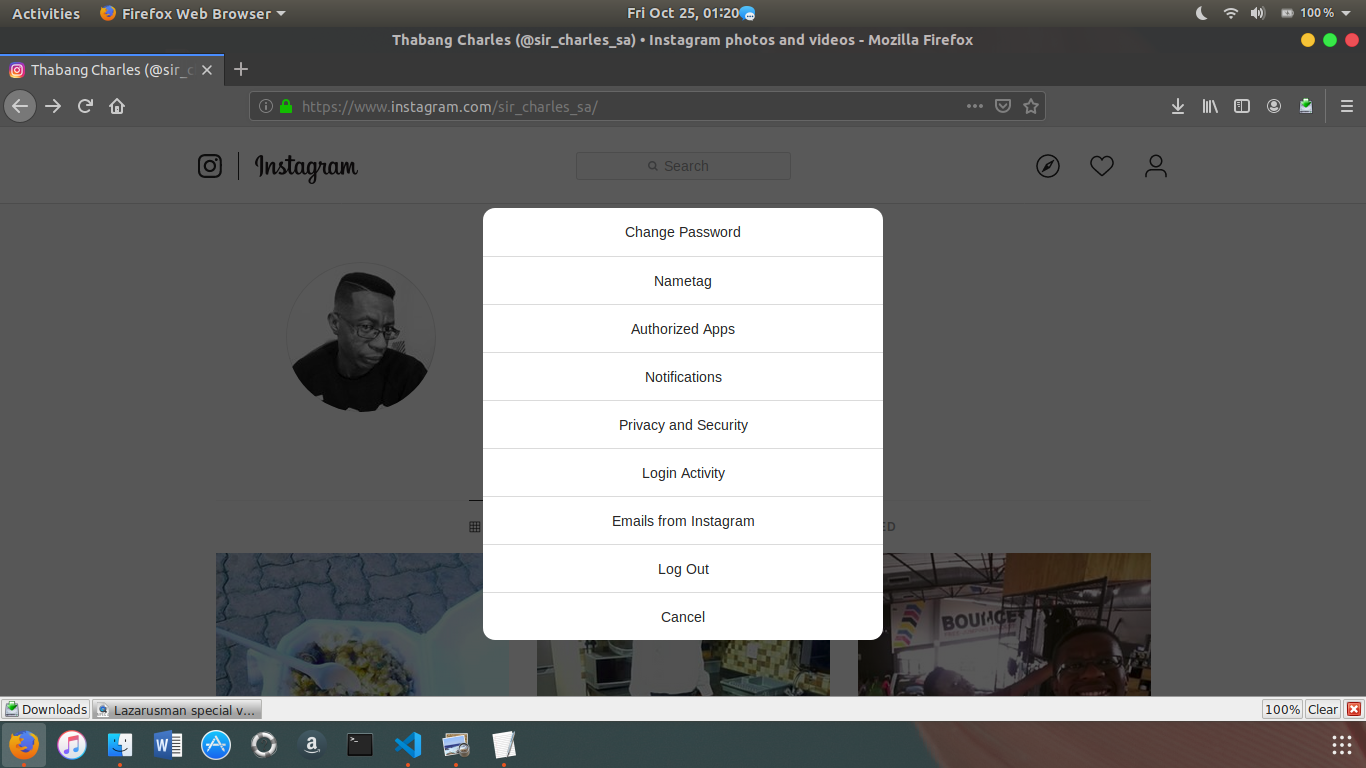 Activities
Firefox Web Browser
Fri Oct 25, 01:20
100 %
Thabang Charles (@sir_charles_sa) • Instagram photos and videos - Mozilla Firefox
Thabang Charles (@sir_c
https://www.instagram.com/sir_charles_sa/
Instagram
Search
Change Password
Nametag
Authorized Apps
Notifications
Privacy and Security
Login Activity
Emails from Instagram
Log Out
Cancel
ED
BOUNCE
Downloads
Lazarusman special v...
100%
Clear